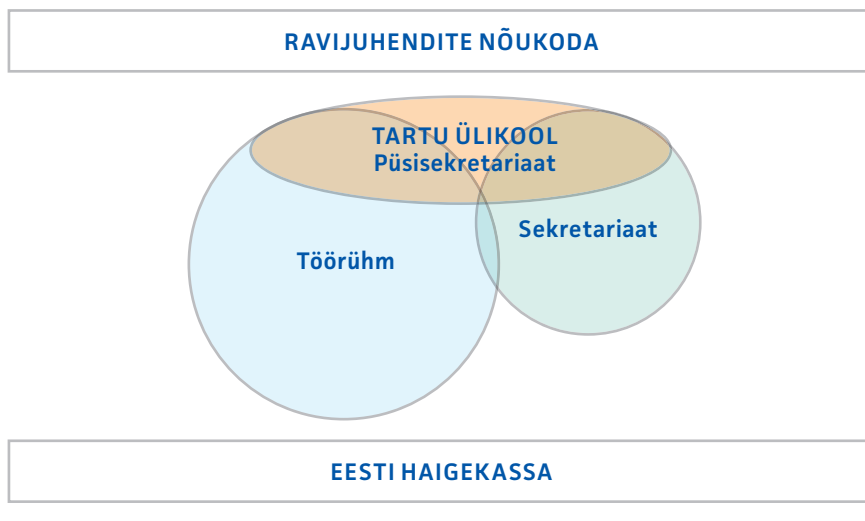 RAVIJUHENDITE NÕUKODA
TARTU ÜLIKOOL
Püsisekretariaat
Sekretariaat
Töörühm
EESTI HAIGEKASSA